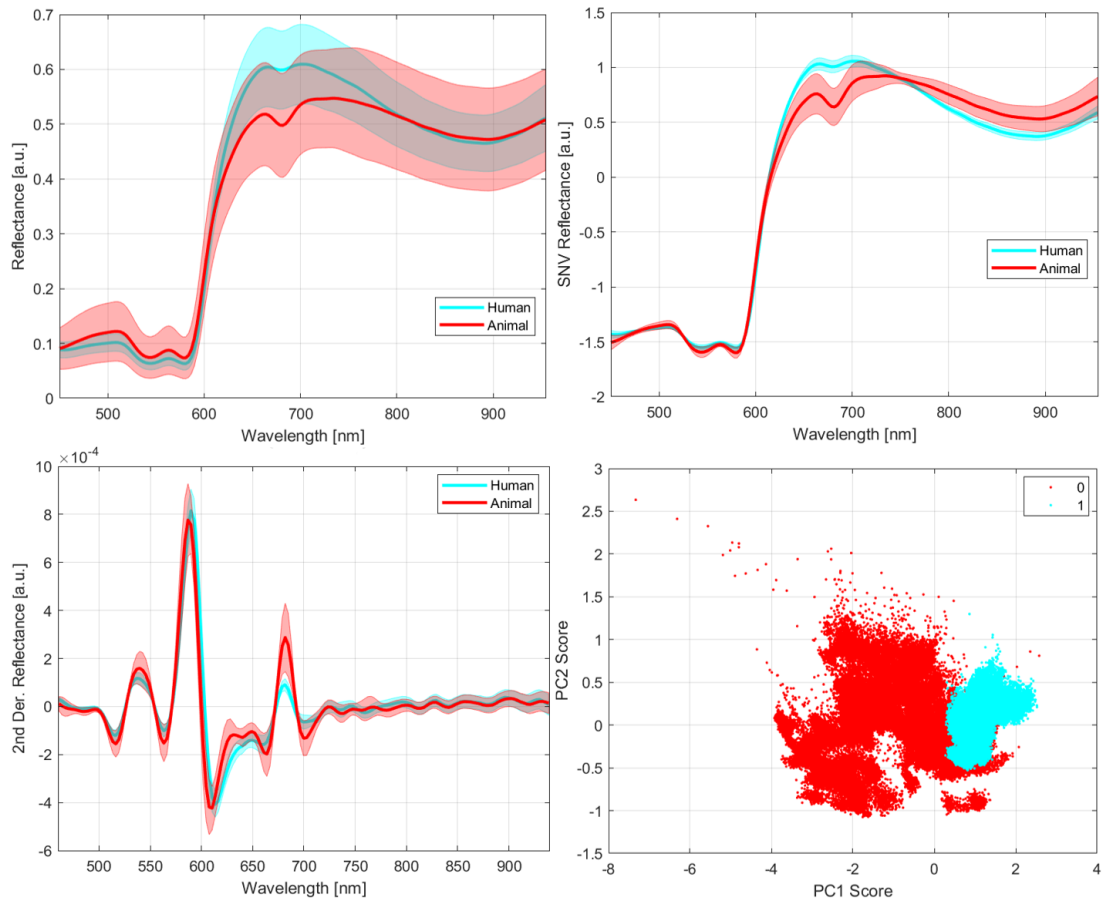 0.7
0.6
0.5
0.4
0.3
0.2
0.1
0
Reflectance [a.u.]
500 600 700 800 900
Wavelength [nm]
Human
Animal
1.5
1
0.5
0
-0.5
-1
-1.5
-2
SNV Reflectance [a.u.]
500 600 700 800 900
Wavelength [nm]
Human
Animal
×10^-4
10
8
6
4
2
0
-2
-4
-6
2nd Der. Reflectance [a.u.]
500 550 600 650 700 750 800 850 900
Wavelength [nm]
Human
Animal
3
2.5
2
1.5
1
0.5
0
-0.5
-1
-1.5
PC2 Score
-8 -6 -4 -2 0 2 4
PC1 Score
0
1